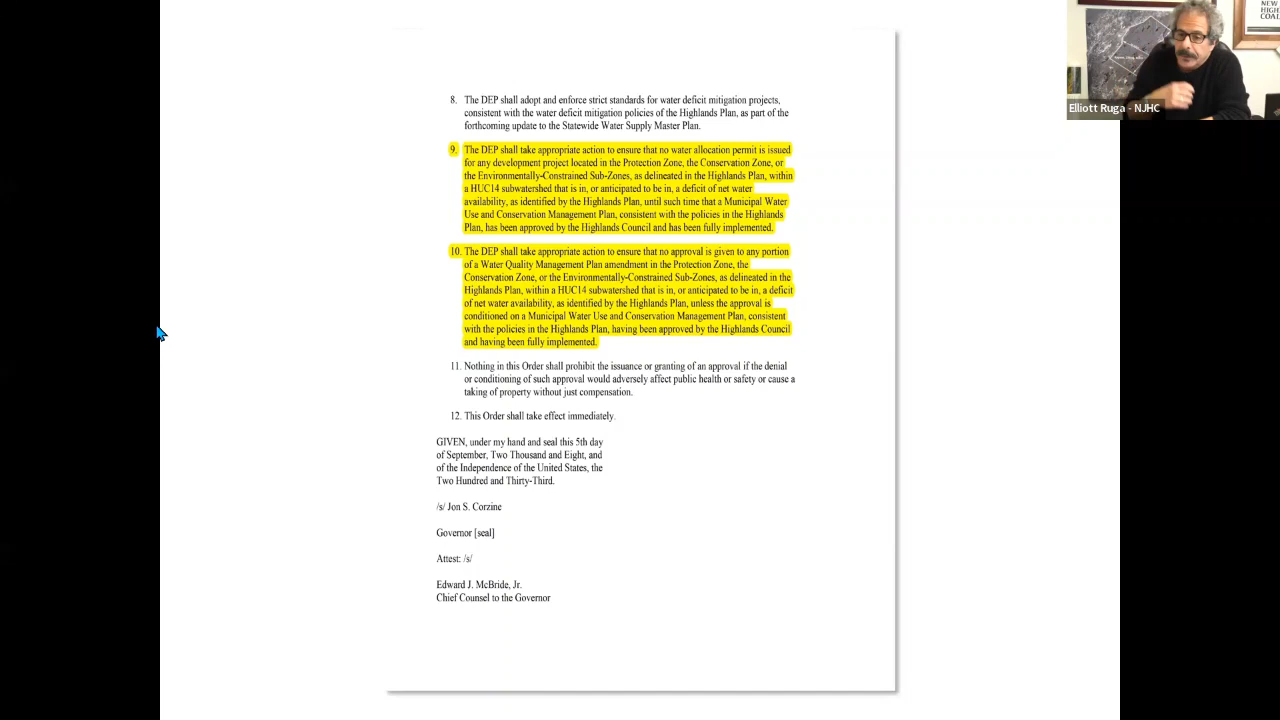 NEW
HIGH
COAL
Elliott Ruga - NJHC
8. The DEP shall adopt and enforce strict standards for water deficit mitigation projects,
consistent with the water deficit mitigation policies of the Highlands Plan, as part of the
forthcoming update to the Statewide Water Supply Master Plan.
9. The DEP shall take appropriate action to ensure that no water allocation permit is issued
for any development project located in the Protection Zone, the Conservation Zone, or
the Environmentally-Constrained Sub-Zones, as delineated in the Highlands Plan, within
a HUC14 subwatershed that is in, or anticipated to be in, a deficit of net water
availability, as identified by the Highlands Plan, until such time that a Municipal Water
Use and Conservation Management Plan, consistent with the policies in the Highlands
Plan, has been approved by the Highlands Council and has been fully implemented.
10. The DEP shall take appropriate action to ensure that no approval is given to any portion
of a Water Quality Management Plan amendment in the Protection Zone, the
Conservation Zone, or the Environmentally-Constrained Sub-Zones, as delineated in the
Highlands Plan, within a HUC14 subwatershed that is in, or anticipated to be in, a deficit
of net water availability, as identified by the Highlands Plan, unless the approval is
conditioned on a Municipal Water Use and Conservation Management Plan, consistent
with the policies in the Highlands Plan, having been approved by the Highlands Council
and having been fully implemented.
11. Nothing in this Order shall prohibit the issuance or granting of an approval if the denial
or conditioning of such approval would adversely affect public health or safety or cause a
taking of property without just compensation.
12. This Order shall take effect immediately.
GIVEN, under my hand and seal this 5th day
of September, Two Thousand and Eight, and
of the Independence of the United States, the
Two Hundred and Thirty-Third.
/s/ Jon S. Corzine
Governor [seal]
Attest: /s/
Edward J. McBride, Jr.
Chief Counsel to the Governor